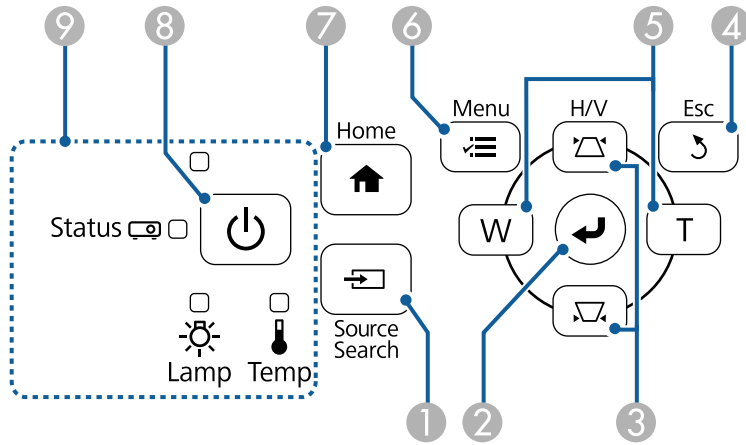 9 8 7 6 5 4
Menu H/V Esc
Home
Status
W T
Source
Search
Lamp Temp
1 2 3